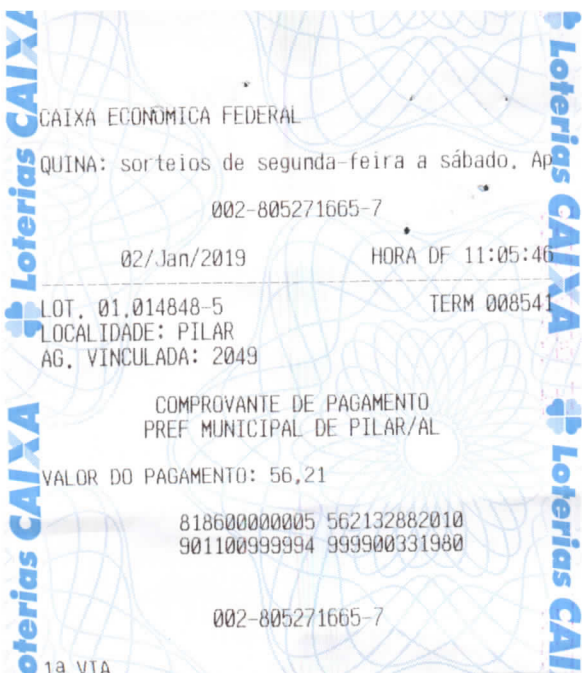 CAIXA ECONÔMICA FEDERAL
QUINA: sorteios de segunda-feira a sábado. Ap
002-805271665-7
02/Jan/2019 HORA DF 11:05:46
LOT. 01.014848-5 TERM 008541
LOCALIDADE: PILAR
AG. VINCULADA: 2049
COMPROVANTE DE PAGAMENTO
PREF MUNICIPAL DE PILAR/AL
VALOR DO PAGAMENTO: 56,21
818600000005 562132882010
901100999994 999900331980
002-805271665-7
1a VIA
Loterias CAIXA
Loterias CAIXA
Loterias CAIXA
Loterias CAI